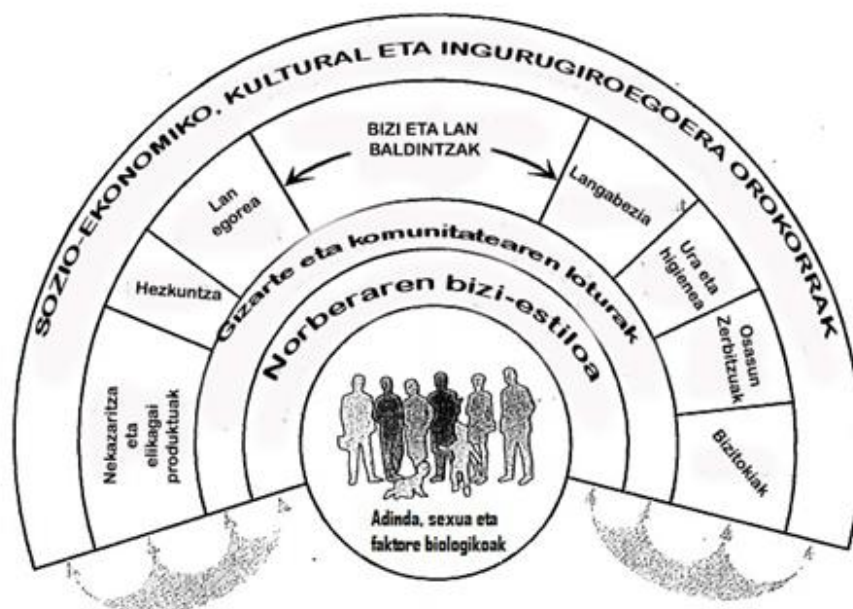 SOZIO-EKONOMIKO, KULTURAL ETA INGURUGIROEGOERA OROKORRAK
BIZI ETA LAN
BALDINTZAK
Lan
egorea
Langabezia
Hezkuntza
Ura eta
higienea
Nekazaritza
eta
elikagai
produktuak
Osasun
Zerbitzuak
Bizitokiak
Gizarte eta komunitatearen loturak
Norberaren bizi-estiloa
Adinda, sexua eta
faktore biologikoak